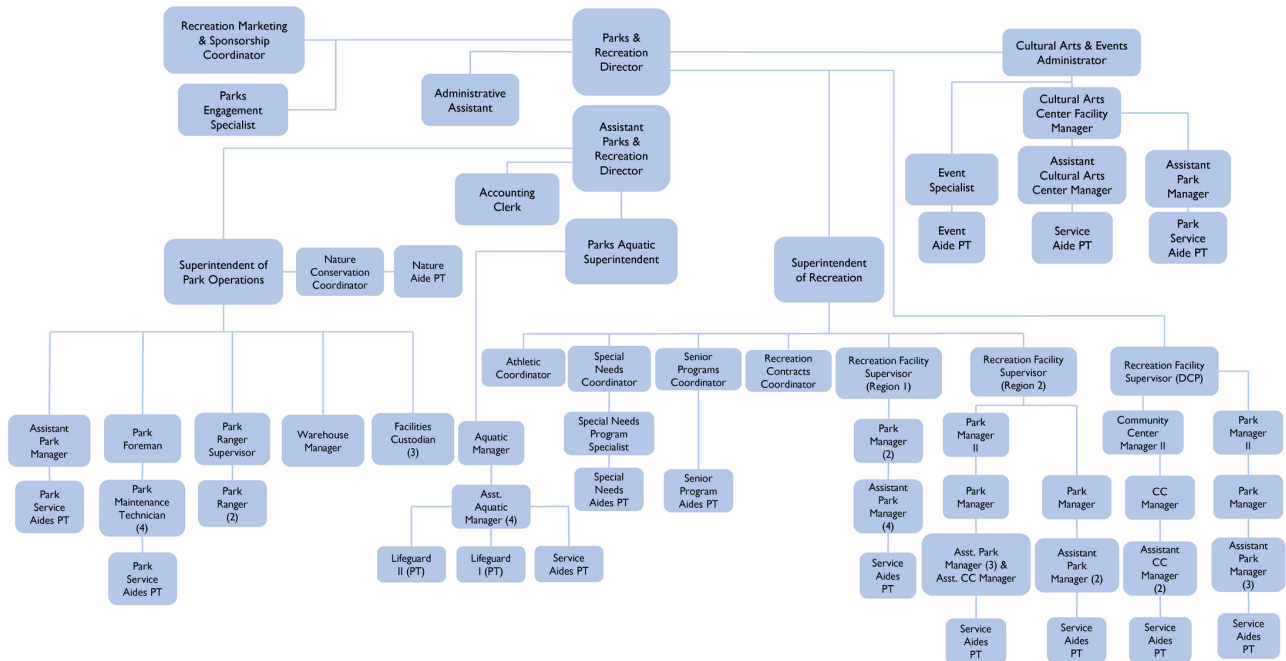 Recreation Marketing
& Sponsorship
Coordinator
Parks &
Recreation
Director
Cultural Arts & Events
Administrator
Parks
Engagement
Specialist
Administrative
Assistant
Cultural Arts
Center Facility
Manager
Assistant
Parks &
Recreation
Director
Accounting
Clerk
Event
Specialist
Assistant
Cultural Arts
Center Manager
Assistant
Park
Manager
Event
Aide PT
Service
Aide PT
Park
Service
Aide PT
Superintendent of
Park Operations
Nature
Conservation
Coordinator
Nature
Aide PT
Parks Aquatic
Superintendent
Superintendent
of Recreation
Athletic
Coordinator
Special
Needs
Coordinator
Senior
Programs
Coordinator
Recreation
Contracts
Coordinator
Recreation Facility
Supervisor
(Region 1)
Recreation Facility
Supervisor
(Region 2)
Recreation Facility
Supervisor (DCP)
Assistant
Park
Manager
Park
Foreman
Park
Ranger
Supervisor
Warehouse
Manager
Facilities
Custodian
(3)
Aquatic
Manager
Special Needs
Program
Specialist
Park
Manager
(2)
Park
Manager
II
Community
Center
Manager II
Park
Manager
II
Park
Service
Aides PT
Park
Maintenance
Technician
(4)
Park
Ranger
(2)
Asst.
Aquatic
Manager (4)
Special
Needs
Aides PT
Senior
Program
Aides PT
Assistant
Park
Manager
(4)
Park
Manager
Park
Manager
CC
Manager
Park
Manager
Park
Service
Aides PT
Lifeguard
II (PT)
Lifeguard
I (PT)
Service
Aides PT
Service
Aides
PT
Asst. Park
Manager (3) &
Asst. CC Manager
Assistant
Park
Manager (2)
Assistant
CC
Manager
(2)
Assistant
Park
Manager
(3)
Service
Aides
PT
Service
Aides
PT
Service
Aides
PT
Service
Aides
PT